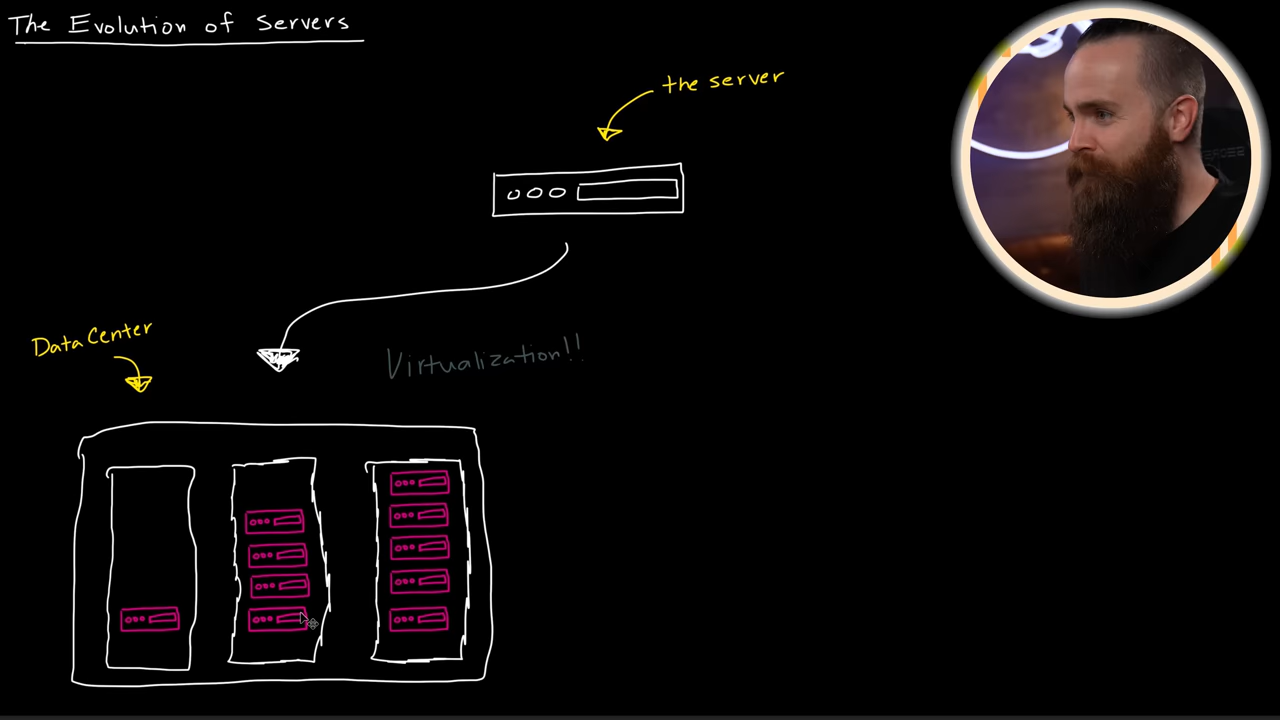 The Evolution of Servers
the server
Data Center
Virtualization!!